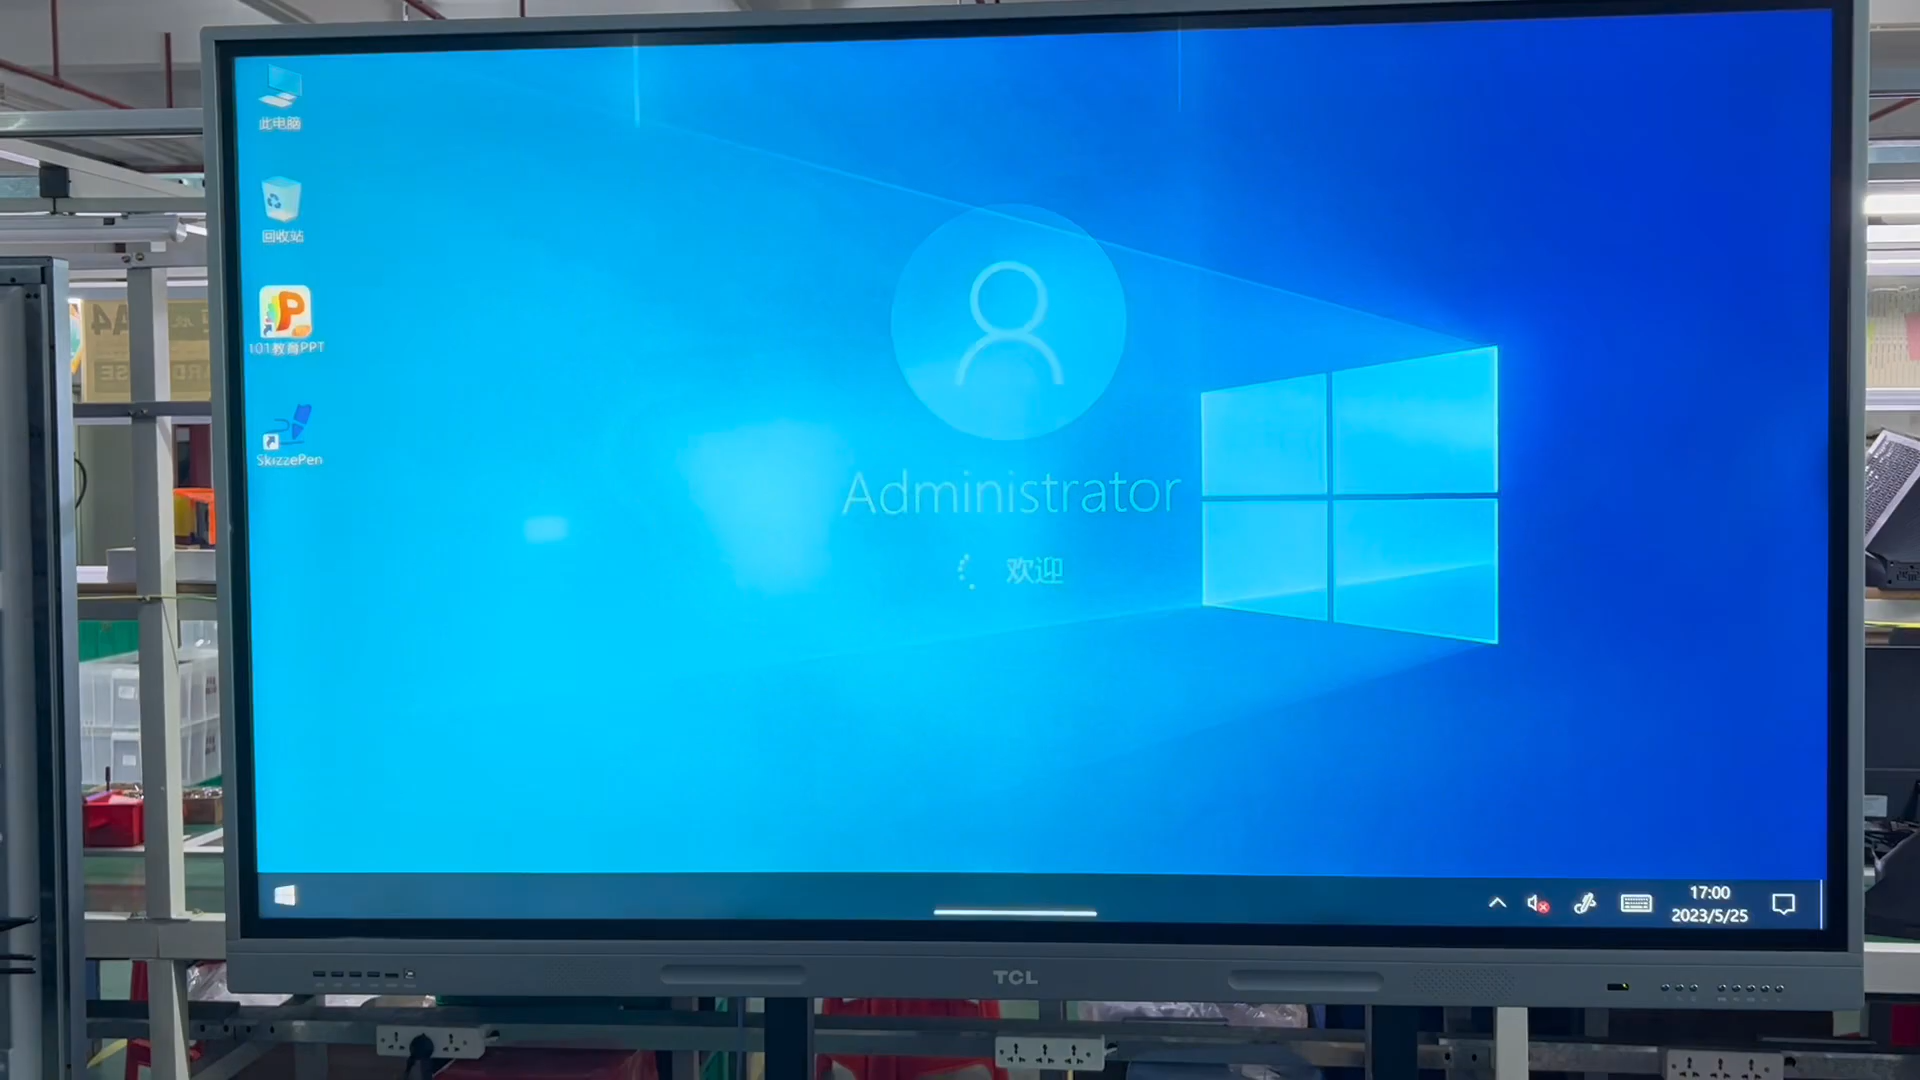 此电脑
回收站
101教育PPT
SkizzePen
Administrator
欢迎
17:00
2023/5/25
TCL
A4